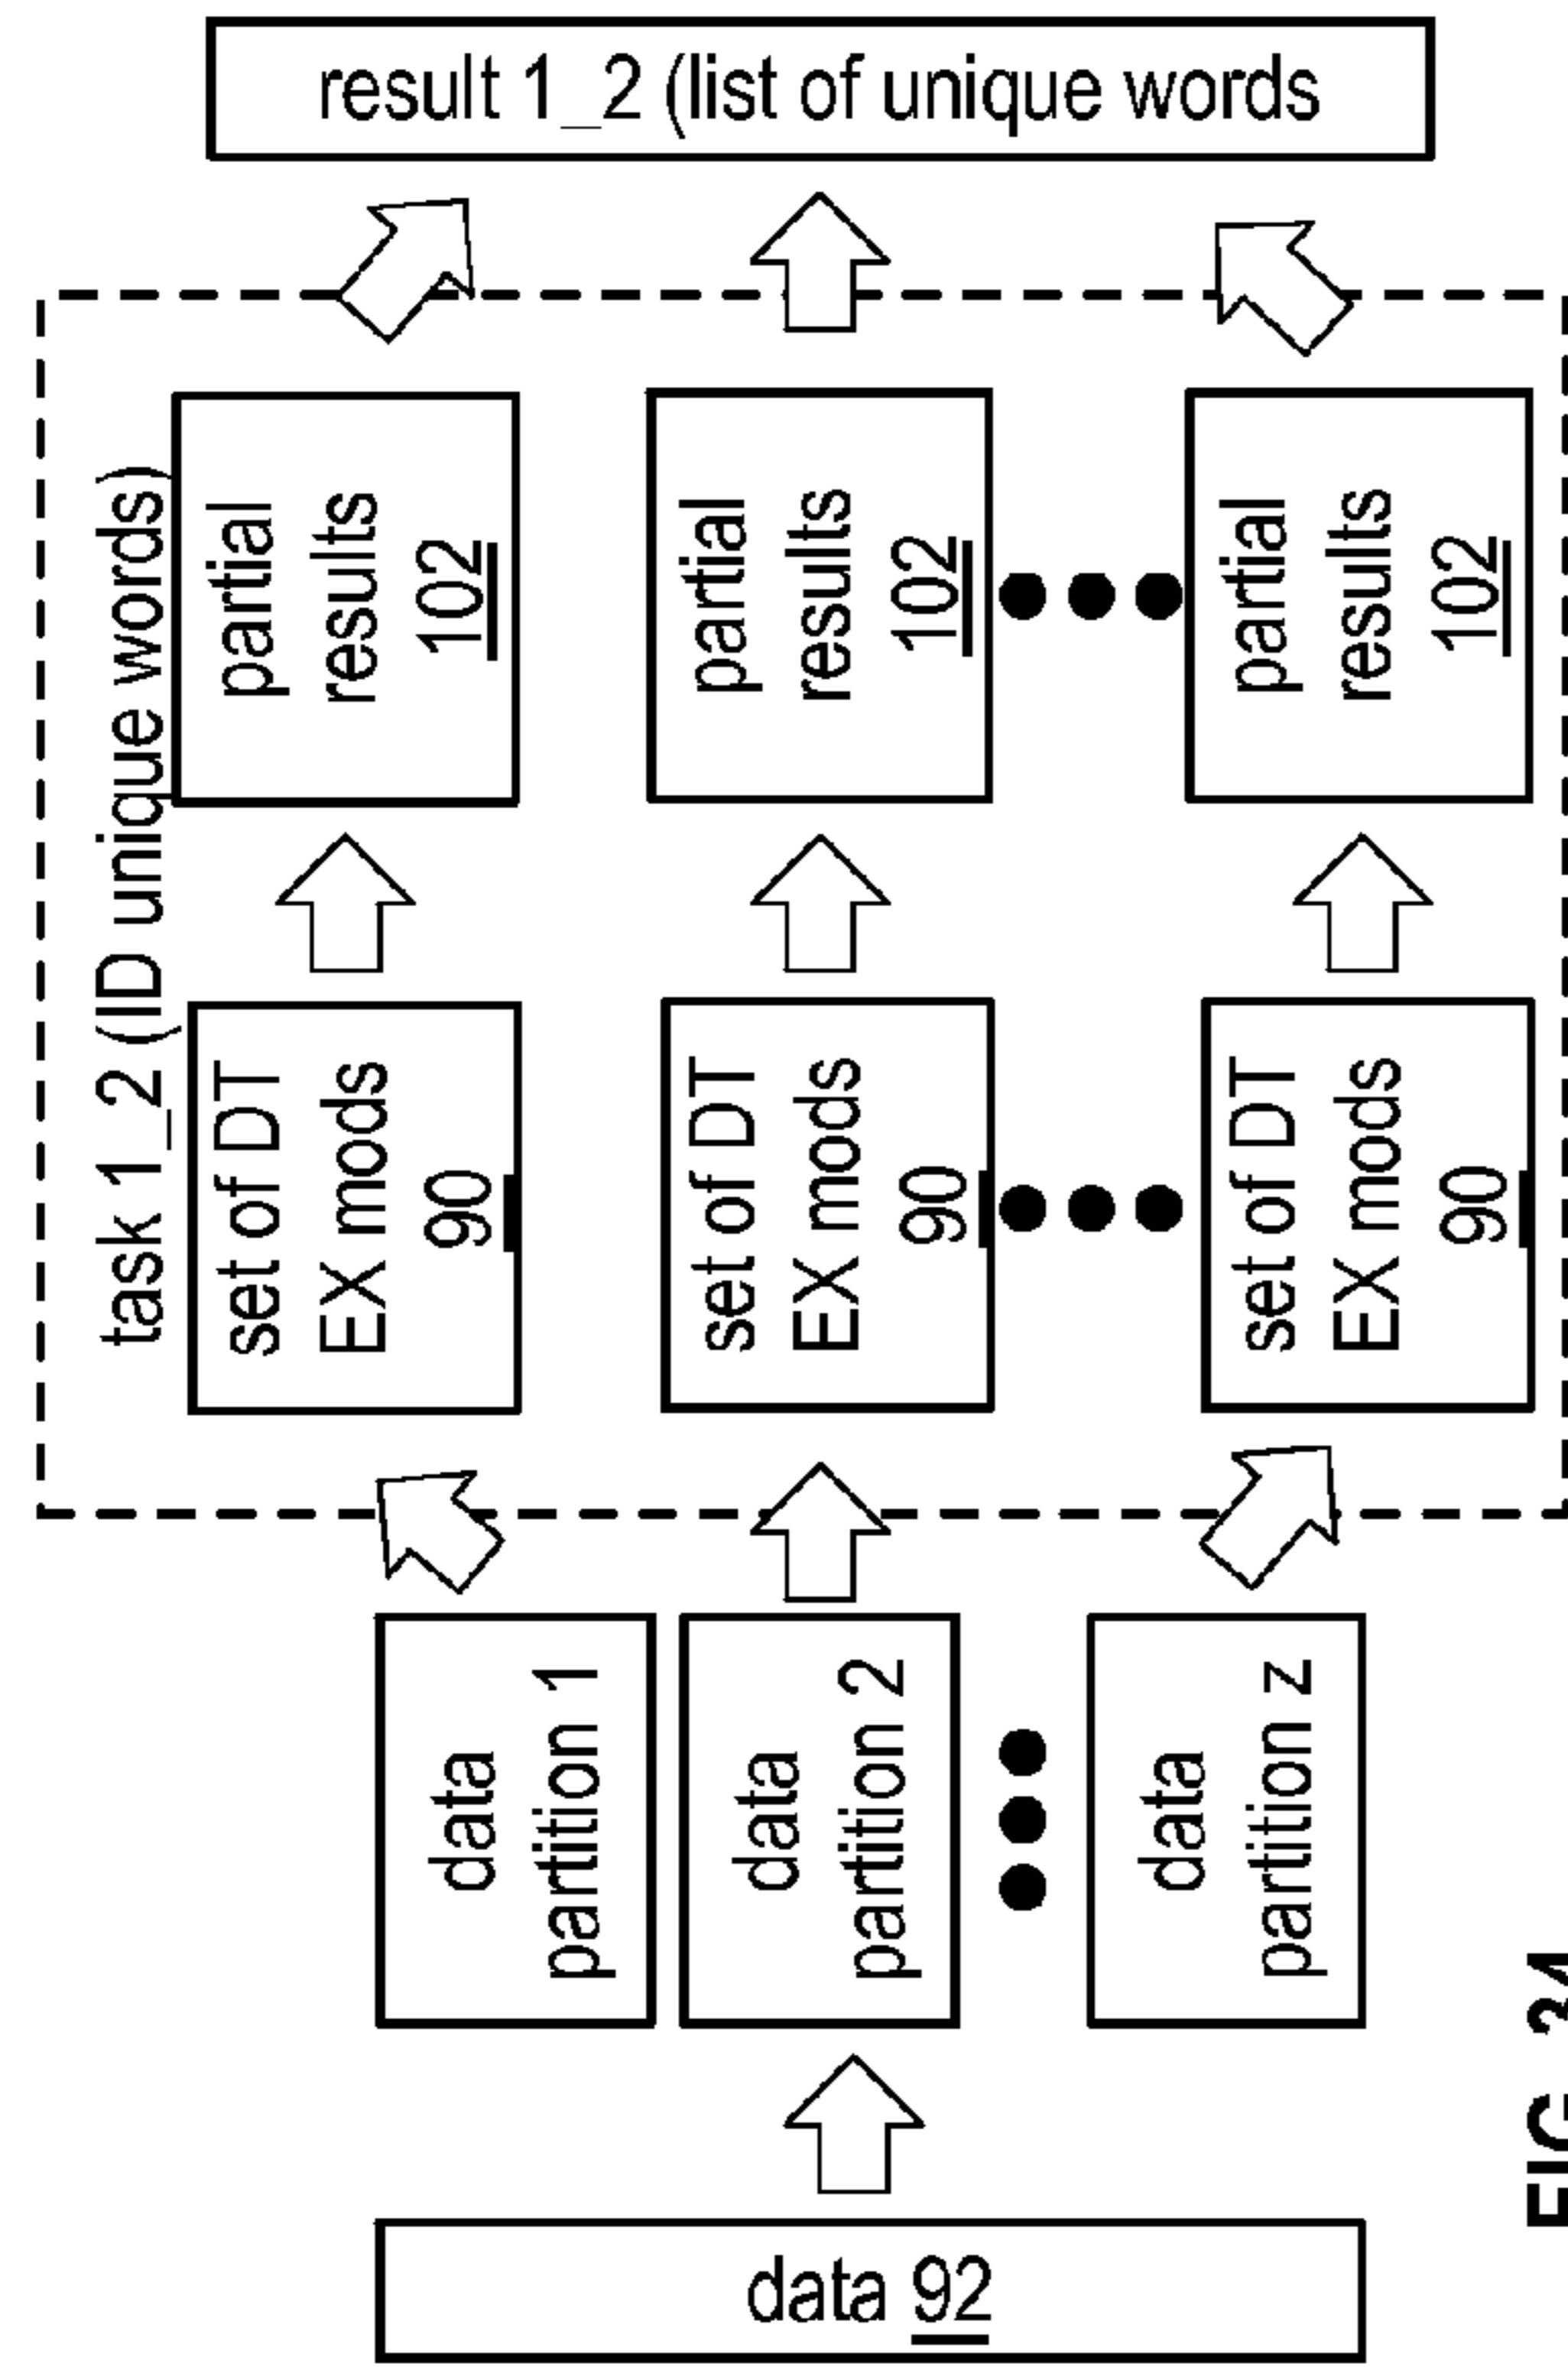 result 1_2 (list of unique words
task 1_2 (ID unique words)
partial
results
102
partial
results
102
partial
results
102
set of DT
EX mods
90
set of DT
EX mods
90
set of DT
EX mods
90
data
partition 1
data
partition 2
data
partition z
data 92